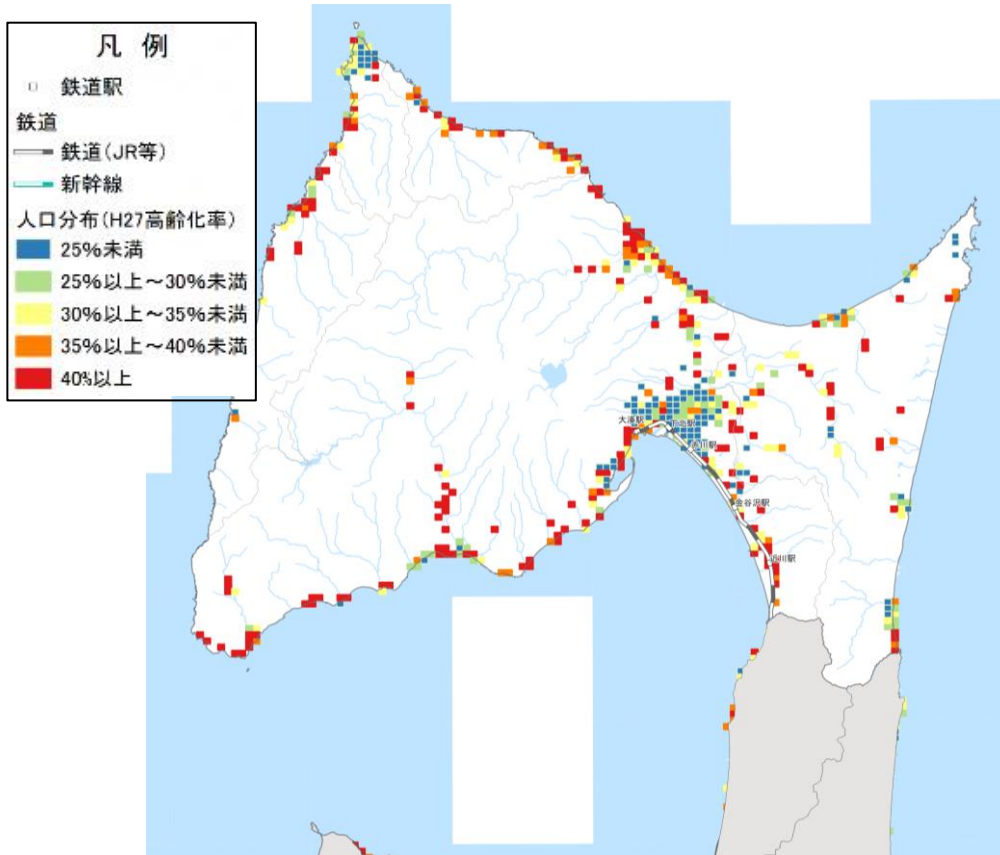 凡 例
鉄道駅
鉄道
鉄道(JR等)
新幹線
人口分布(H27高齢化率)
25%未満
25%以上~30%未満
30%以上~35%未満
35%以上~40%未満
40%以上
大湊駅
下北駅
赤川駅
金谷沢駅
近川駅